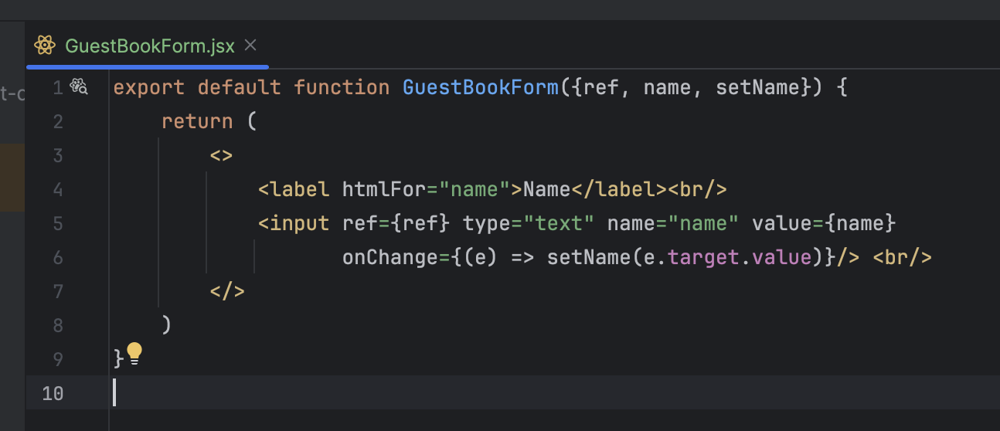 GuestBookForm.jsx
t-c
1 export default function GuestBookForm({ref, name, setName}) {
2 return (
3 <>
4 <label htmlFor="name">Name</label><br/>
5 <input ref={ref} type="text" name="name" value={name}
6 onChange={(e) => setName(e.target.value)}/> <br/>
7 </>
8 )
9 }
10